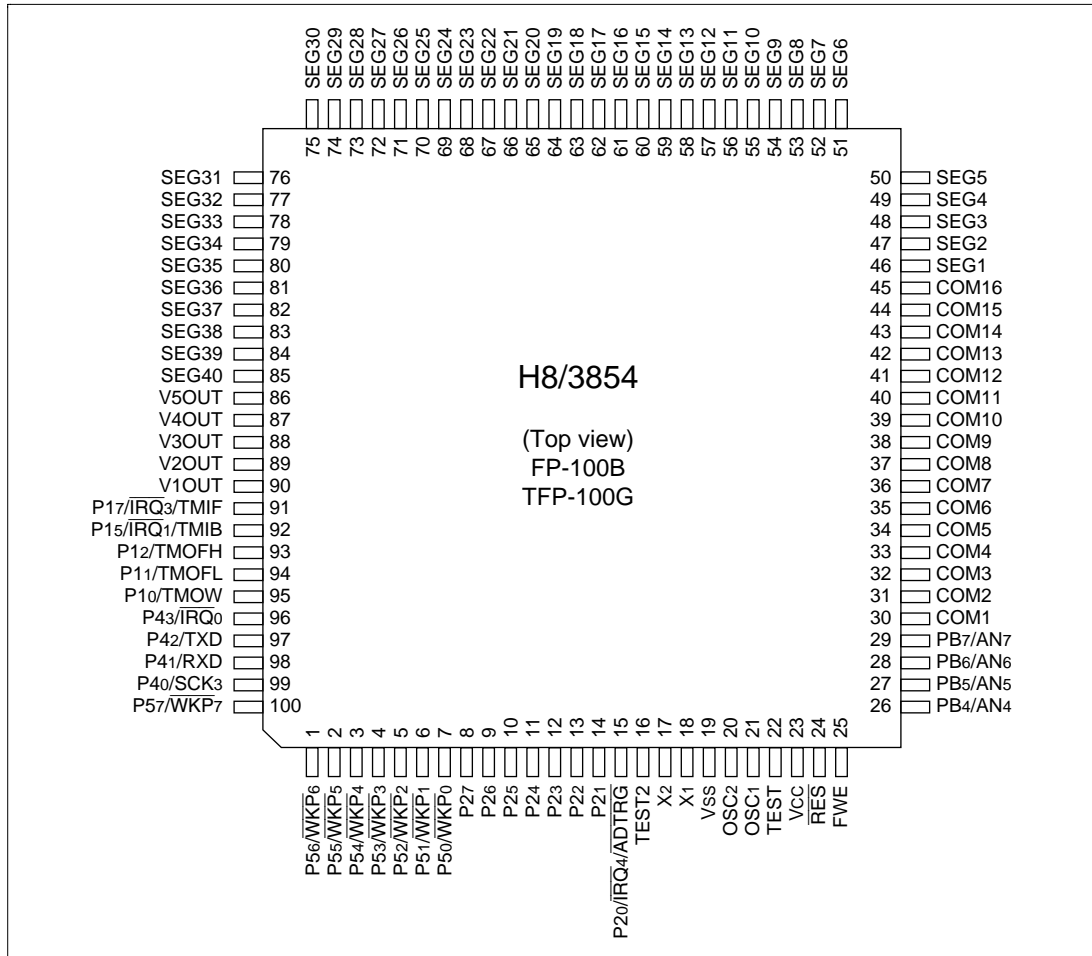 SEG30 SEG29 SEG28 SEG27 SEG26 SEG25 SEG24 SEG23 SEG22 SEG21 SEG20 SEG19 SEG18 SEG17 SEG16 SEG15 SEG14 SEG13 SEG12 SEG11 SEG10 SEG9 SEG8 SEG7 SEG6
75 74 73 72 71 70 69 68 67 66 65 64 63 62 61 60 59 58 57 56 55 54 53 52 51
SEG31 76 50 SEG5
SEG32 77 49 SEG4
SEG33 78 48 SEG3
SEG34 79 47 SEG2
SEG35 80 46 SEG1
SEG36 81 45 COM16
SEG37 82 44 COM15
SEG38 83 43 COM14
SEG39 84 42 COM13
SEG40 85 41 COM12
V5OUT 86 40 COM11
V4OUT 87 39 COM10
V3OUT 88 38 COM9
V2OUT 89 37 COM8
V1OUT 90 36 COM7
P17/IRQ3/TMIF 91 35 COM6
P15/IRQ1/TMIB 92 34 COM5
P12/TMOFH 93 33 COM4
P11/TMOFL 94 32 COM3
P10/TMOW 95 31 COM2
P43/IRQ0 96 30 COM1
P42/TXD 97 29 PB7/AN7
P41/RXD 98 28 PB6/AN6
P40/SCK3 99 27 PB5/AN5
P57/WKP7 100 26 PB4/AN4
H8/3854
(Top view)
FP-100B
TFP-100G
1 2 3 4 5 6 7 8 9 10 11 12 13 14 15 16 17 18 19 20 21 22 23 24 25
P56/WKP6 P55/WKP5 P54/WKP4 P53/WKP3 P52/WKP2 P51/WKP1 P50/WKP0 P27 P26 P25 P24 P23 P22 P21 P20/IRQ4/ADTRG TEST2 X2 X1 VSS OSC2 OSC1 TEST VCC RES FWE